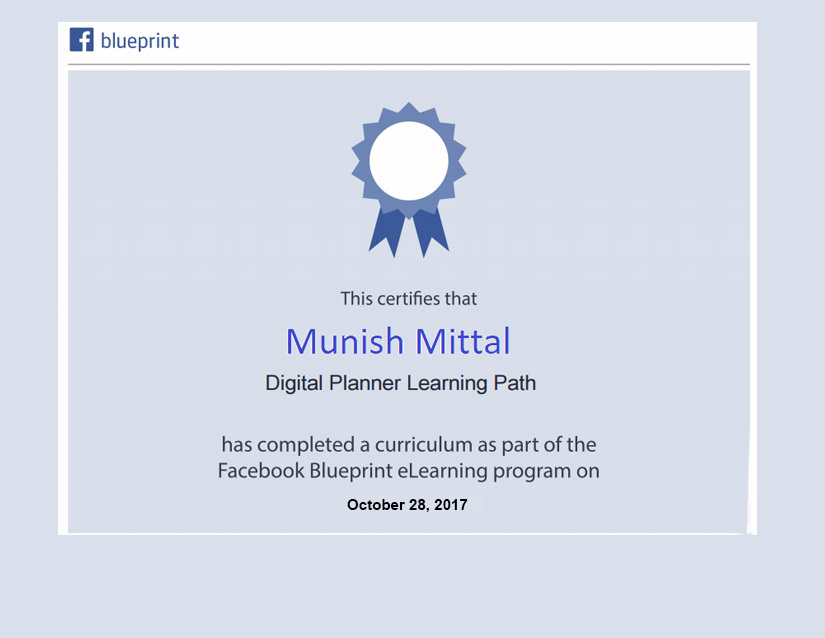 f blueprint
This certifies that
Munish Mittal
Digital Planner Learning Path
has completed a curriculum as part of the
Facebook Blueprint eLearning program on
October 28, 2017